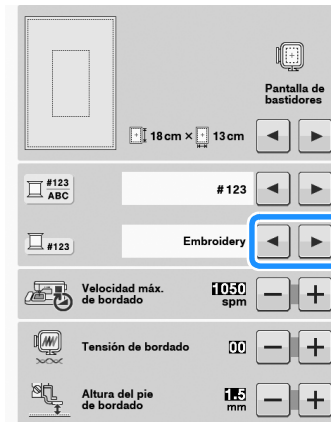 Pantalla de
bastidores
18 cm × 13 cm
#123
ABC
#123
#123
Embroidery
Velocidad máx.
de bordado
1050
spm
Tensión de bordado
00
Altura del pie
de bordado
1.5
mm